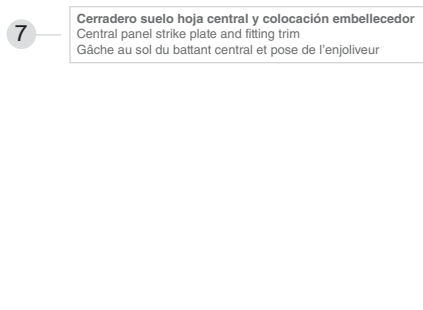 7
Cerradero suelo hoja central y colocación embellecedor
Central panel strike plate and fitting trim
Gâche au sol du battant central et pose de l'enjoliveur